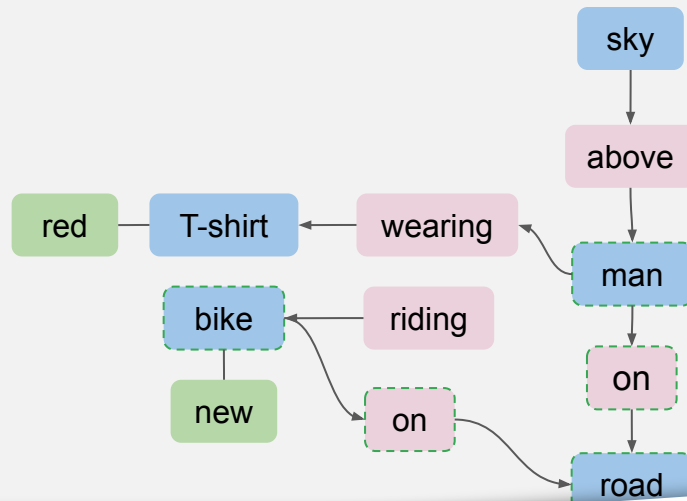 sky
above
red T-shirt wearing
man
bike riding
on
new on
road